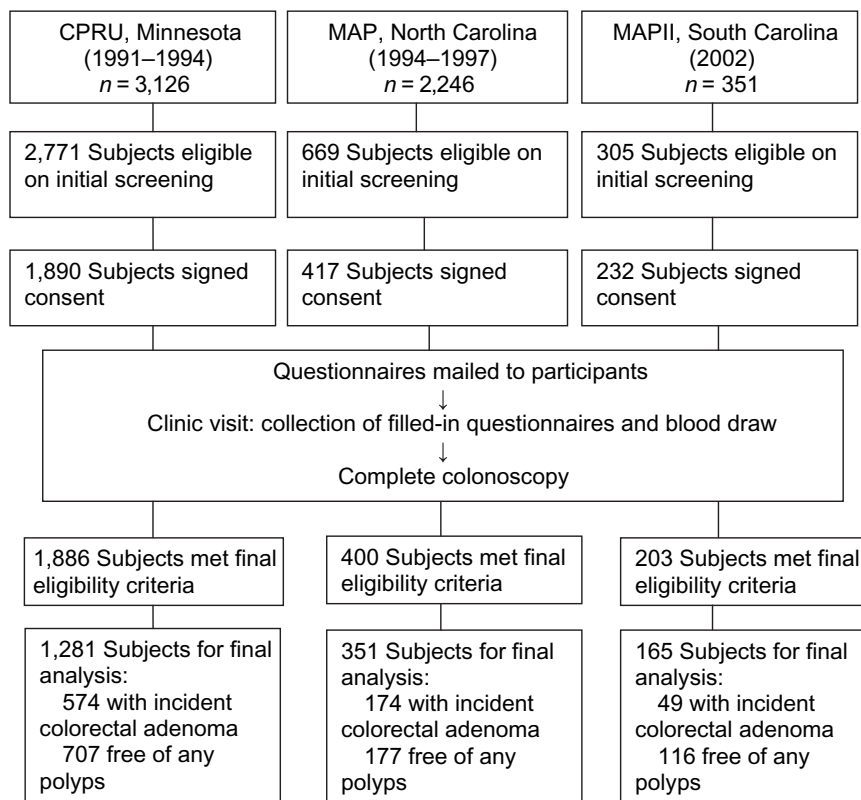 CPRU, Minnesota
(1991–1994)
n = 3,126
MAP, North Carolina
(1994–1997)
n = 2,246
MAPII, South Carolina
(2002)
n = 351
2,771 Subjects eligible
on initial screening
669 Subjects eligible on
initial screening
305 Subjects eligible on
initial screening
1,890 Subjects signed
consent
417 Subjects signed
consent
232 Subjects signed
consent
Questionnaires mailed to participants
↓
Clinic visit: collection of filled-in questionnaires and blood draw
↓
Complete colonoscopy
1,886 Subjects met final
eligibility criteria
400 Subjects met final
eligibility criteria
203 Subjects met final
eligibility criteria
1,281 Subjects for final
analysis:
574 with incident
colorectal adenoma
707 free of any
polyps
351 Subjects for final
analysis:
174 with incident
colorectal adenoma
177 free of any
polyps
165 Subjects for final
analysis:
49 with incident
colorectal adenoma
116 free of any
polyps